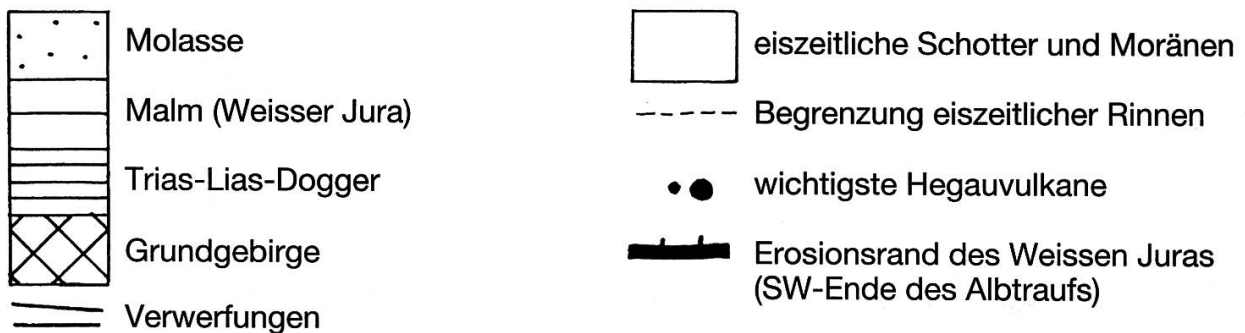 Molasse
Malm (Weisser Jura)
Trias-Lias-Dogger
Grundgebirge
Verwerfungen
eiszeitliche Schotter und Moränen
Begrenzung eiszeitlicher Rinnen
wichtigste Hegauvulkane
Erosionsrand des Weissen Juras
(SW-Ende des Albtraufs)